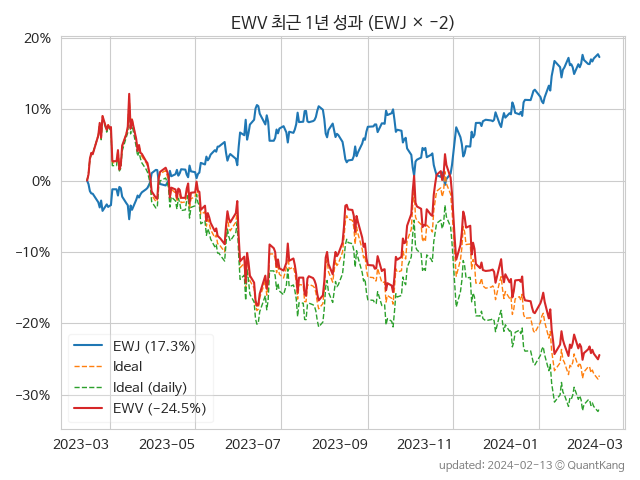 EWV 최근 1년 성과 (EWJ × −2)
20%
10%
0%
−10%
−20%
−30%
EWJ (17.3%)
Ideal
Ideal (daily)
EWV (−24.5%)
2023−03 2023−05 2023−07 2023−09 2023−11 2024−01 2024−03
updated: 2024-02-13 ⓒ QuantKang